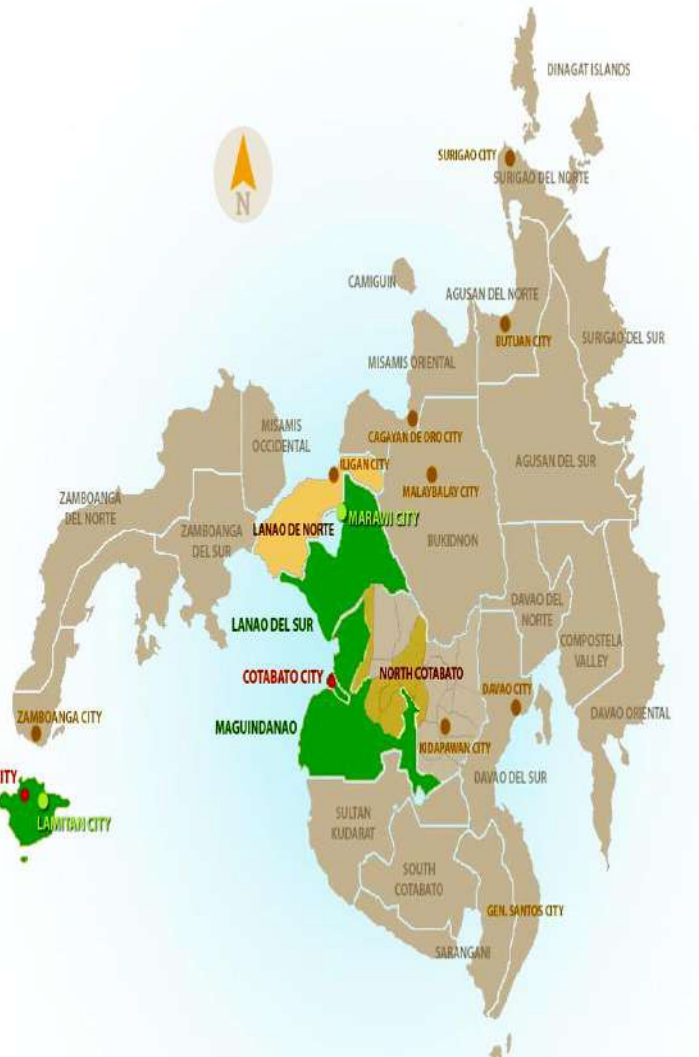 DINAGAT ISLANDS
SURIGAO CITY
SURIGAO DEL NORTE
N
CAMIGUIN
AGUSAN DEL NORTE
BUTUAN CITY
SURIGAO DEL SUR
MISAMIS ORIENTAL
MISAMIS
OCCIDENTAL
CAGAYAN DE ORO CITY
ILIGAN CITY
AGUSAN DEL SUR
MALAYBALAY CITY
ZAMBOANGA
DEL NORTE
MARAWI CITY
LANAO DE NORTE
ZAMBOANGA
DEL SUR
BUKIDNON
DAVAO DEL
NORTE
LANAO DEL SUR
COMPOSTELA
VALLEY
COTABATO CITY
NORTH COTABATO
DAVAO CITY
ZAMBOANGA CITY
MAGUINDANAO
DAVAO ORIENTAL
KIDAPAWAN CITY
ITY
DAVAO DEL SUR
LAMITAN CITY
SULTAN
KUDARAT
SOUTH
COTABATO
GEN. SANTOS CITY
SARANGANI